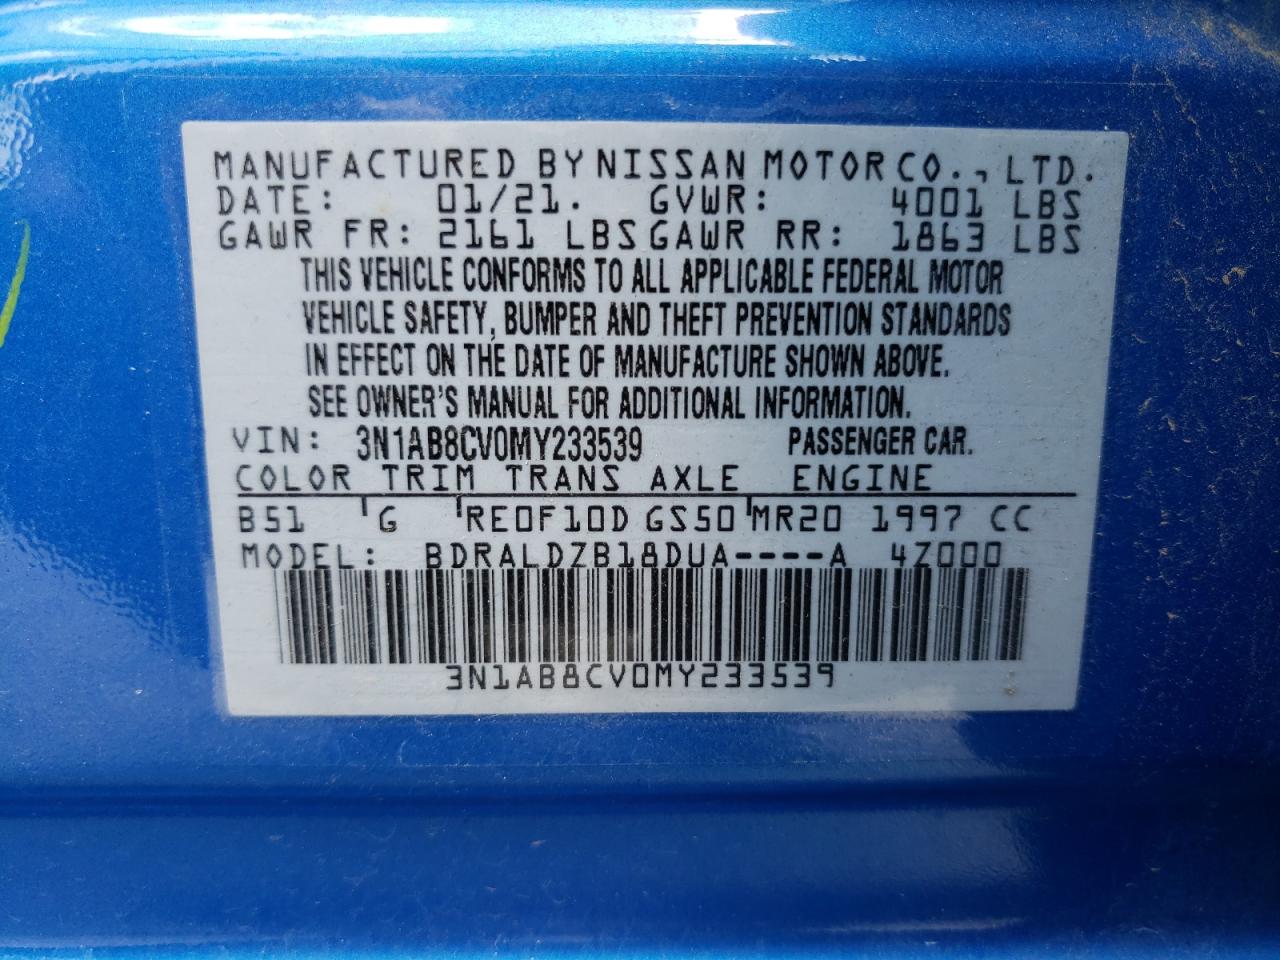 MANUFACTURED BY NISSAN MOTOR CO., LTD.
DATE: 01/21. GVWR: 4001 LBS
GAWR FR: 2161 LBS GAWR RR: 1863 LBS
THIS VEHICLE CONFORMS TO ALL APPLICABLE FEDERAL MOTOR
VEHICLE SAFETY, BUMPER AND THEFT PREVENTION STANDARDS
IN EFFECT ON THE DATE OF MANUFACTURE SHOWN ABOVE.
SEE OWNER'S MANUAL FOR ADDITIONAL INFORMATION.
VIN: 3N1AB8CV0MY233539 PASSENGER CAR.
COLOR TRIM TRANS AXLE ENGINE
B51 G RE0F10D GS50 MR20 1997 CC
MODEL: BDRALDZB18DUA----A 4Z000
3N1AB8CV0MY233539